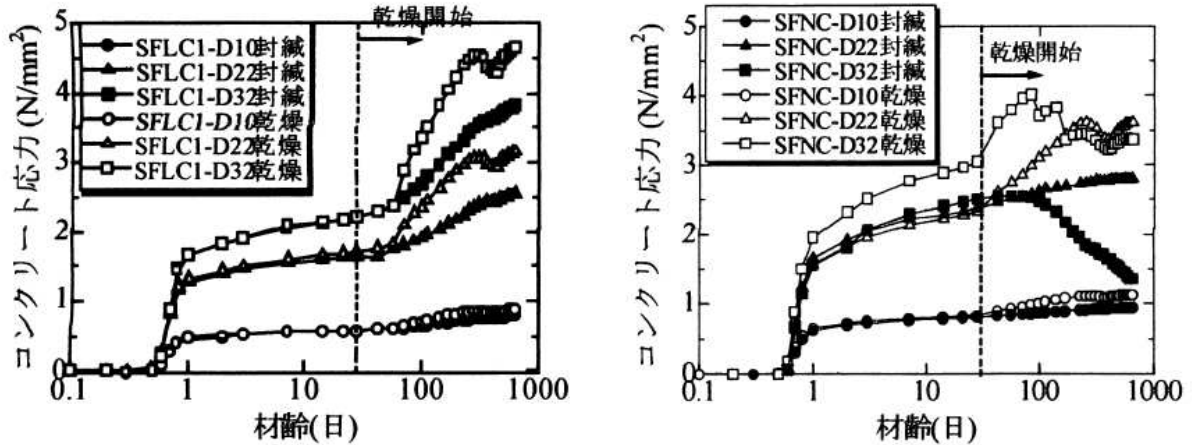 コンクリート応力(N/mm²)
5
4
3
2
1
0
0.1
1
10
100
1000
材齢(日)
乾燥開始
SFLC1-D10封緘
SFLC1-D22封緘
SFLC1-D32封緘
SFLC1-D10乾燥
SFLC1-D22乾燥
SFLC1-D32乾燥
コンクリート応力(N/mm²)
5
4
3
2
1
0
0.1
1
10
100
1000
材齢(日)
乾燥開始
SFNC-D10封緘
SFNC-D22封緘
SFNC-D32封緘
SFNC-D10乾燥
SFNC-D22乾燥
SFNC-D32乾燥